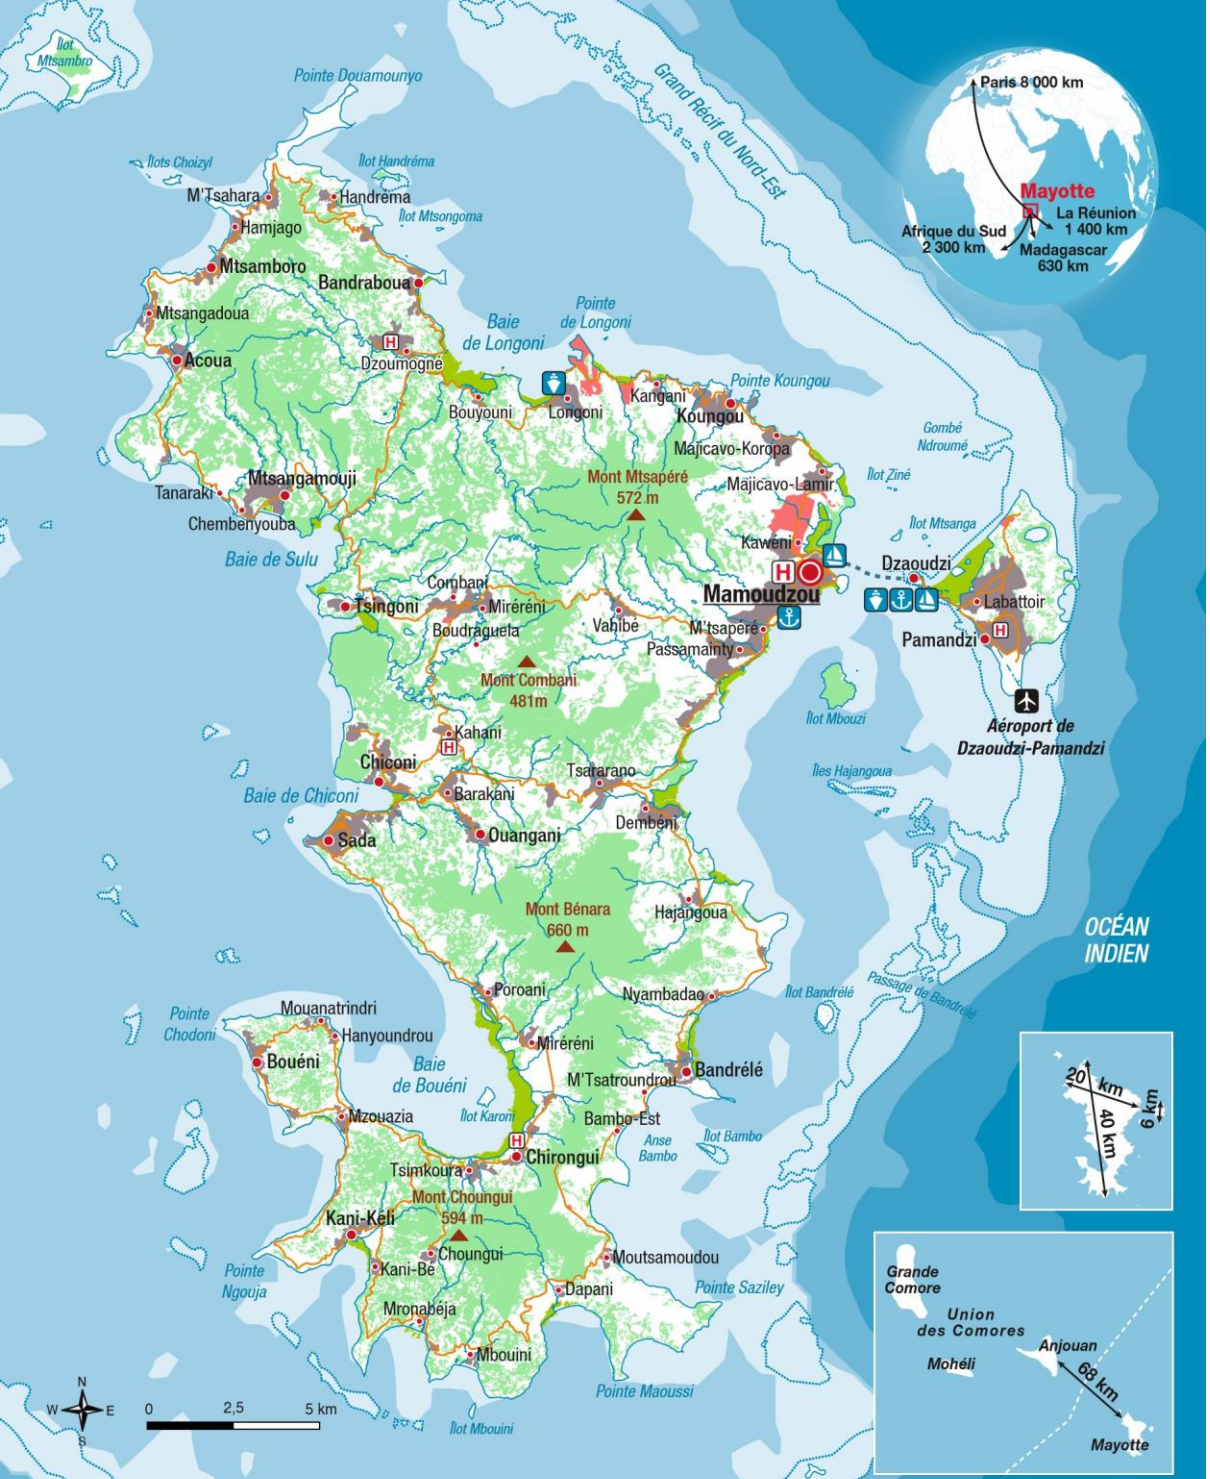 Îlot
Mtsambro
Pointe Douamounyo
Grand Récif du Nord-Est
Paris 8 000 km
Mayotte
La Réunion
1 400 km
Afrique du Sud
2 300 km
Madagascar
630 km
Îlots Choizyl
Îlot Handréma
M'Tsahara
Handréma
Îlot Mtsongoma
Hamjago
Mtsamboro
Bandraboua
Mtsangadoua
Baie
de Longoni
Pointe
de Longoni
H
Acoua
Dzoumogné
Bouyouni
Longoni
Kangani
Pointe Koungou
Koungou
Majicavo-Koropa
Gombé
Ndroumé
Mont Mtsapéré
572 m
Majicavo-Lamir
Îlot Ziné
Mtsangamouji
Tanaraki
Chembenyouba
Îlot Mtsanga
Baie de Sulu
Kaweni
H
Mamoudzou
Dzaoudzi
Labattoir
Pamandzi
H
Combani
Tsingoni
Miréréni
Boudraguela
Vahibé
M'tsapéré
Passamainty
Mont Combani
481m
Îlot Mbouzi
Aéroport de
Dzaoudzi-Pamandzi
Kahani
H
Chiconi
Baie de Chiconi
Barakani
Tsararano
Îles Hajangoua
Dembéni
Sada
Ouangani
Mont Bénara
660 m
Hajangoua
OCÉAN
INDIEN
Poroani
Nyambadao
Îlot Bandrélé
Passage de Bandrélé
Pointe
Chodoni
Mouanatrindri
Hanyoundrou
Miréréni
Bouéni
Baie
de Bouéni
M'Tsatroundrou
Bandrélé
Îlot Karoni
Mzouazia
Bambo-Est
Anse
Bambo
Îlot Bambo
H
Chirongui
Tsimkoura
Mont Choungui
594 m
Kani-Kéli
Choungui
Kani-Bé
Moutsamoudou
Pointe
Ngouja
Dapani
Pointe Saziley
Mronabéja
Mbouini
Pointe Maoussi
Îlot Mbouini
N
W
E
S
0
2,5
5 km
20 km
40 km
6 km
Grande
Comore
Union
des Comores
Mohéli
Anjouan
68 km
Mayotte